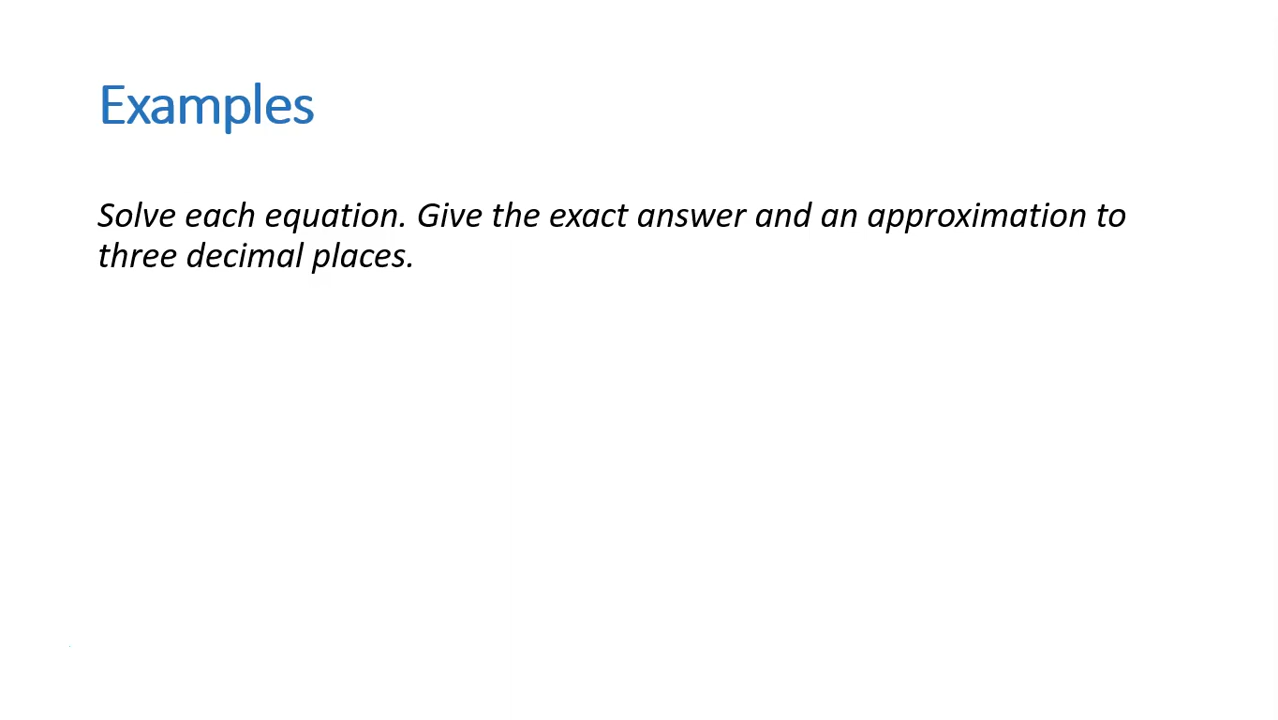 Examples
Solve each equation. Give the exact answer and an approximation to
three decimal places.